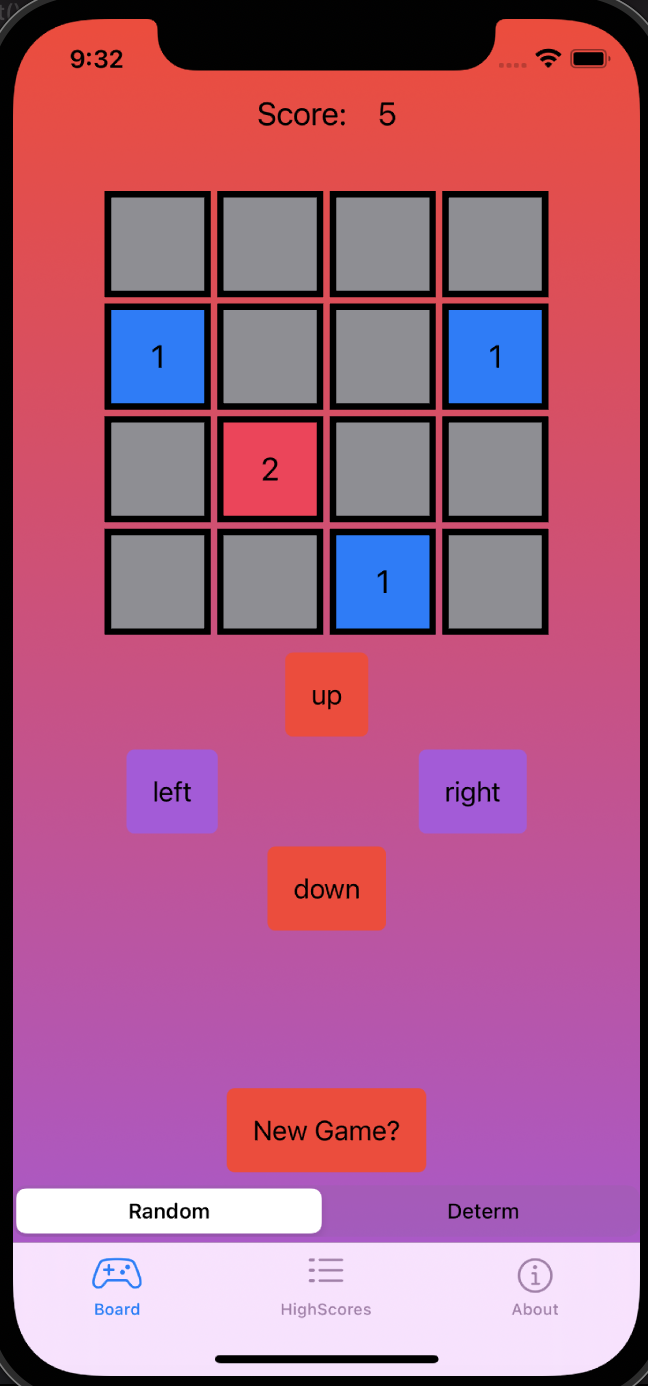 9:32
Score: 5
1 1
2
1
up
left right
down
New Game?
Random Determ
Board HighScores About